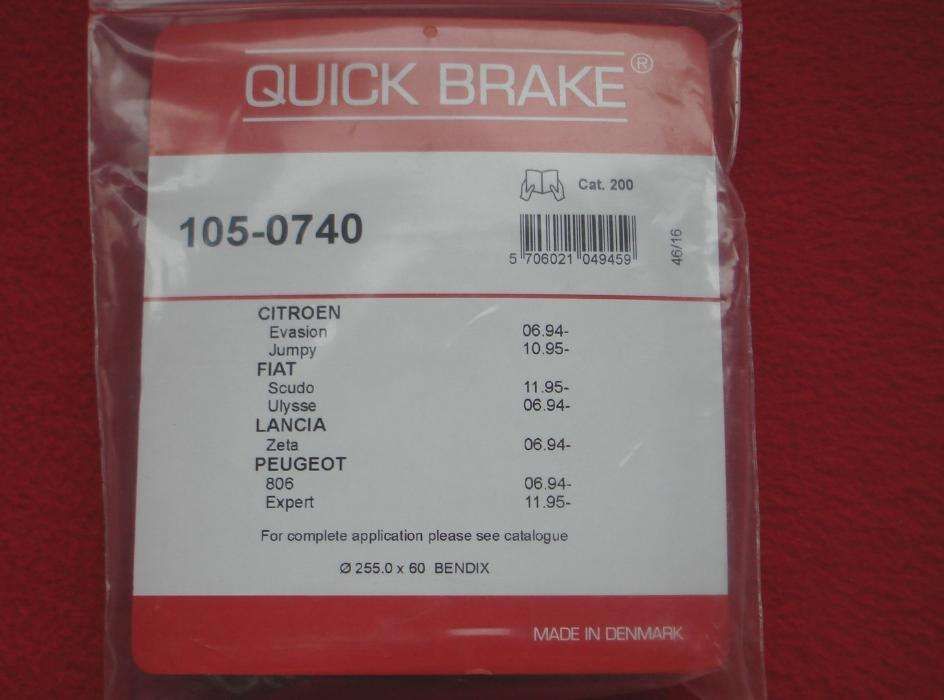 QUICK BRAKE®
Cat. 200
105-0740
5 706021 049459
46/16
CITROEN
Evasion 06.94-
Jumpy 10.95-
FIAT
Scudo 11.95-
Ulysse 06.94-
LANCIA
Zeta 06.94-
PEUGEOT
806 06.94-
Expert 11.95-
For complete application please see catalogue
Ø 255.0 x 60 BENDIX
MADE IN DENMARK